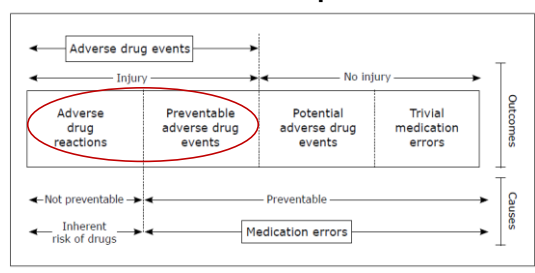 Adverse drug events
Injury
No injury
Adverse
drug
reactions
Preventable
adverse drug
events
Potential
adverse drug
events
Trivial
medication
errors
Outcomes
Not preventable
Preventable
Inherent
risk of drugs
Medication errors
Causes